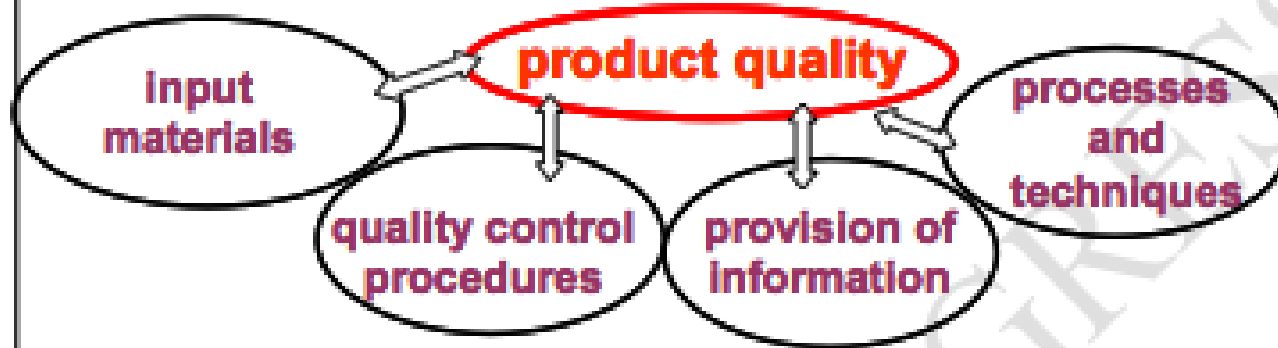 product quality
input
materials
processes
and
techniques
quality control
procedures
provision of
information